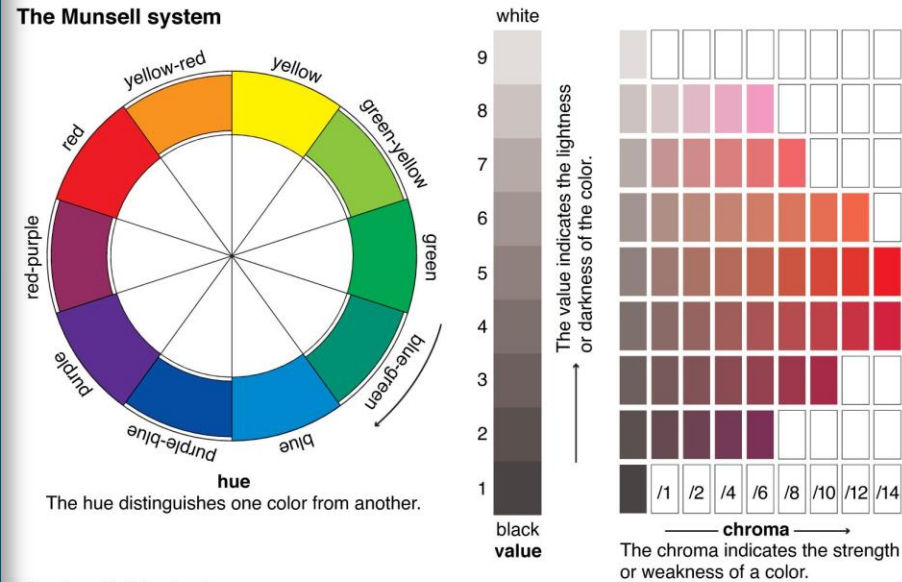 The Munsell system
yellow-red
yellow
green-yellow
green
blue-green
blue
purple-blue
purple
red-purple
red
hue
The hue distinguishes one color from another.
white
9
8
7
6
5
4
3
2
1
black
value
The value indicates the lightness
or darkness of the color.
/1 /2 /4 /6 /8 /10 /12 /14
chroma
The chroma indicates the strength
or weakness of a color.